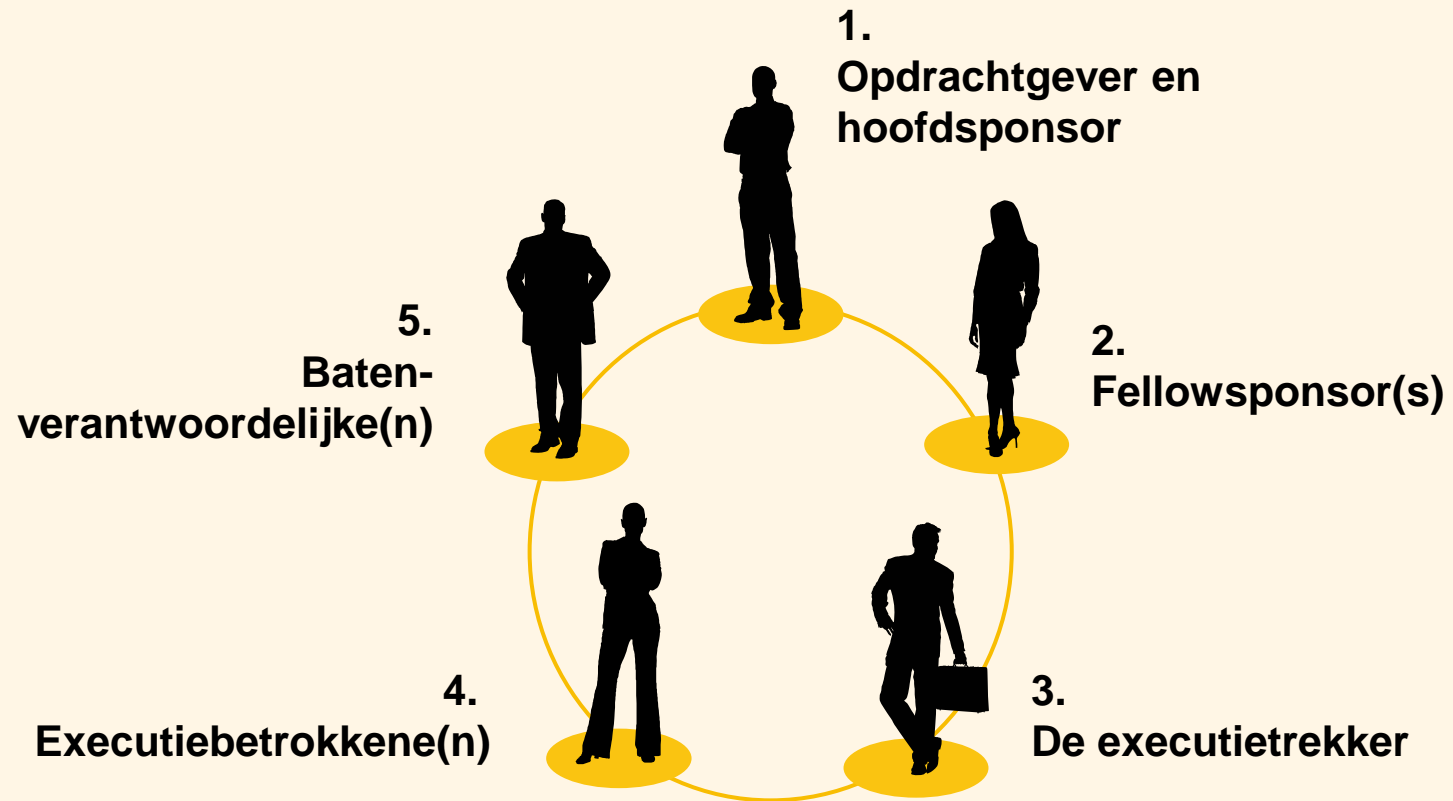 1.
Opdrachtgever en
hoofdsponsor
2.
Fellowsponsor(s)
3.
De executietrekker
4.
Executiebetrokkene(n)
5.
Baten-
verantwoordelijke(n)